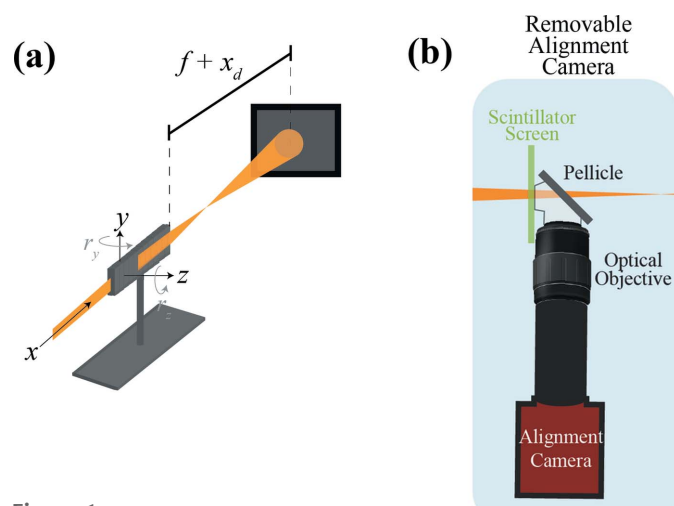 (a)
f + x_d
y
r_y
z
r_z
x
(b)
Removable
Alignment
Camera
Scintillator
Screen
Pellicle
Optical
Objective
Alignment
Camera